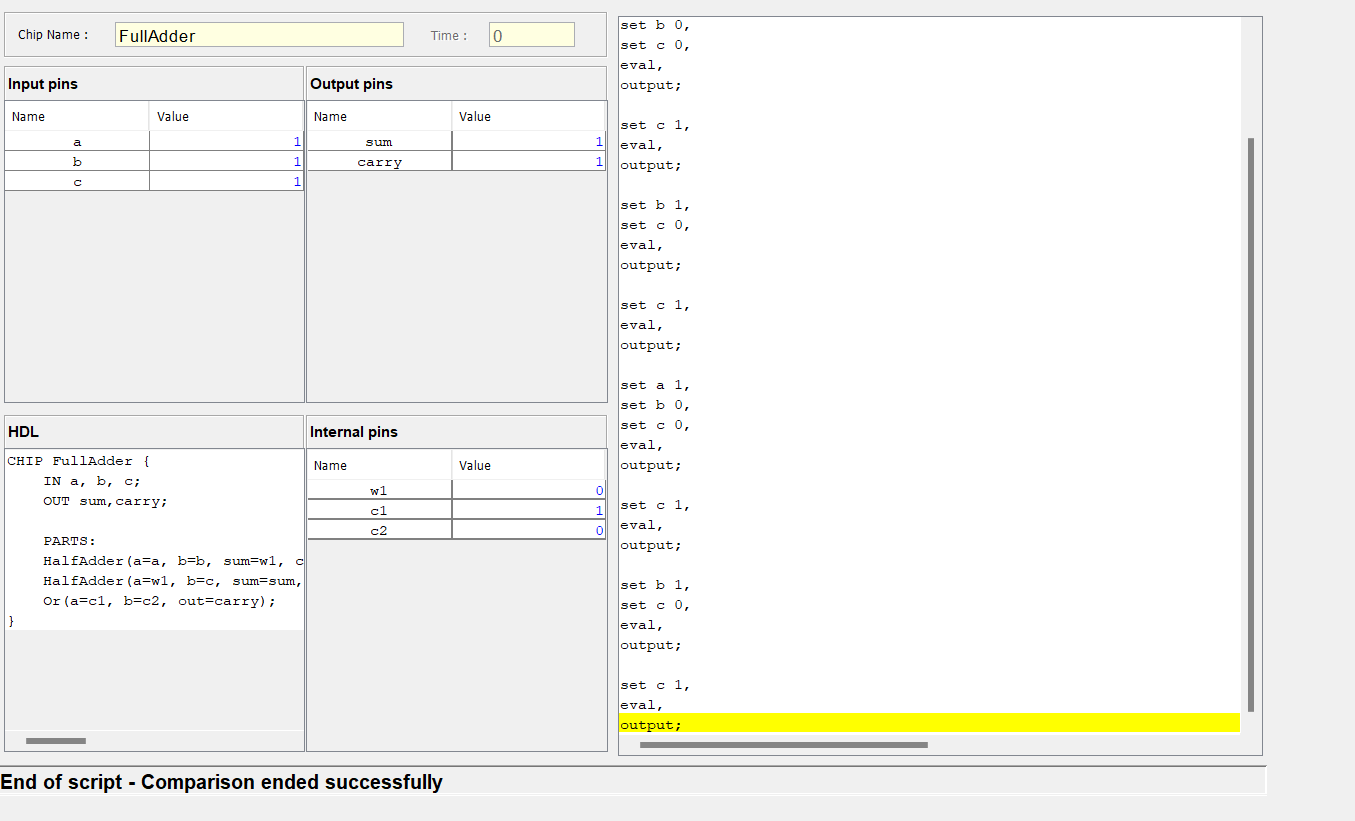 Chip Name : FullAdder Time : 0
Input pins
Name Value
a 1
b 1
c 1
Output pins
Name Value
sum 1
carry 1
HDL
CHIP FullAdder {
IN a, b, c;
OUT sum,carry;
PARTS:
HalfAdder(a=a, b=b, sum=w1, c
HalfAdder(a=w1, b=c, sum=sum,
Or(a=c1, b=c2, out=carry);
}
Internal pins
Name Value
w1 0
c1 1
c2 0
set b 0,
set c 0,
eval,
output;
set c 1,
eval,
output;
set b 1,
set c 0,
eval,
output;
set c 1,
eval,
output;
set a 1,
set b 0,
set c 0,
eval,
output;
set c 1,
eval,
output;
set b 1,
set c 0,
eval,
output;
set c 1,
eval,
output;
End of script - Comparison ended successfully